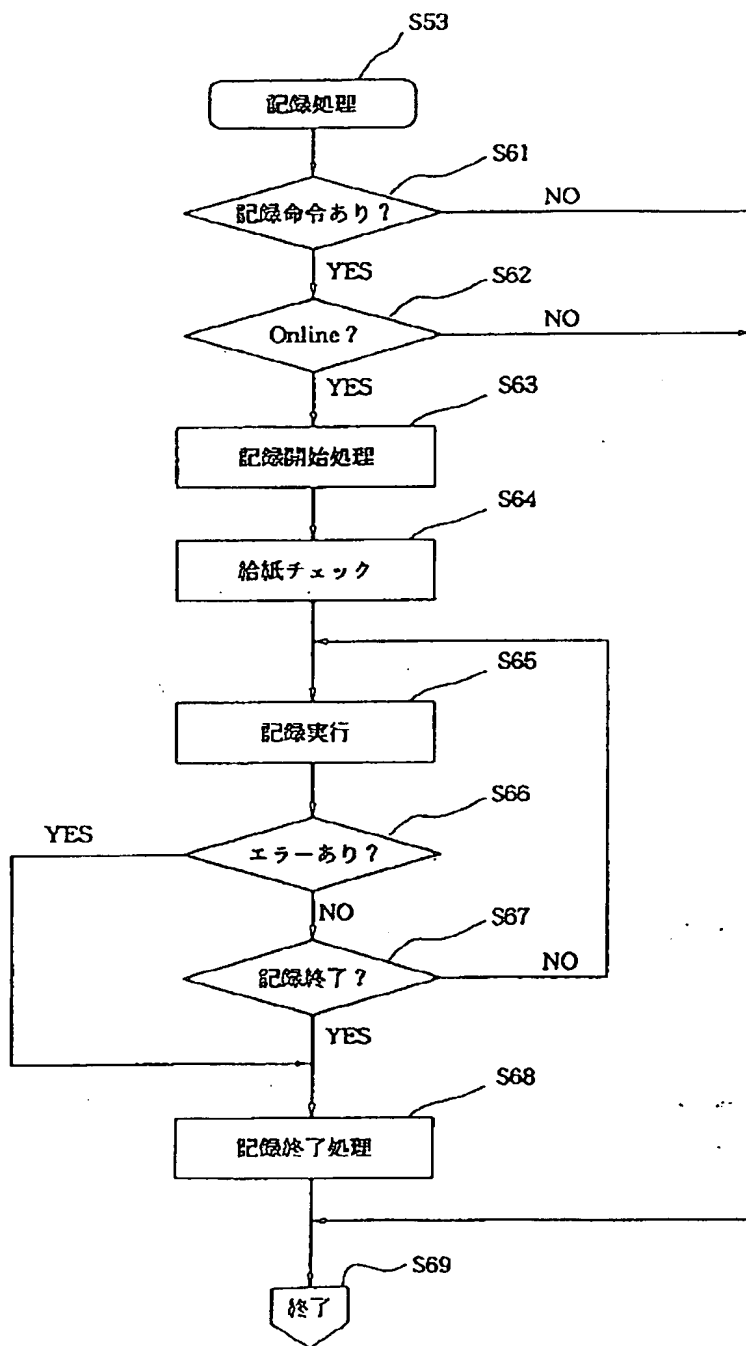 S53
記録処理
S61
記録命令あり?
NO
YES
S62
Online?
NO
YES
S63
記録開始処理
S64
給紙チェック
S65
記録実行
S66
YES
エラーあり?
NO
S67
記録終了?
NO
YES
S68
記録終了処理
S69
終了